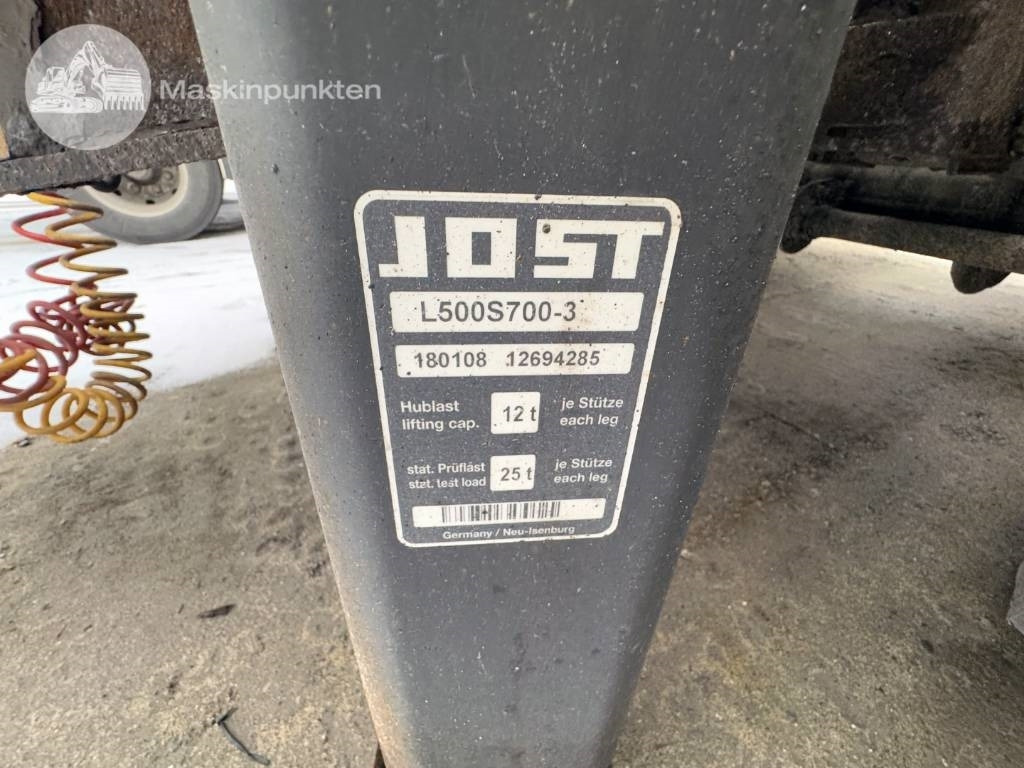 Maskinpunkten
JOST
L500S700-3
180108 12694285
Hublast
lifting cap.
12 t
je Stütze
each leg
stat. Prüflast
stat. test load
25 t
je Stütze
each leg
Germany / Neu-Isenburg